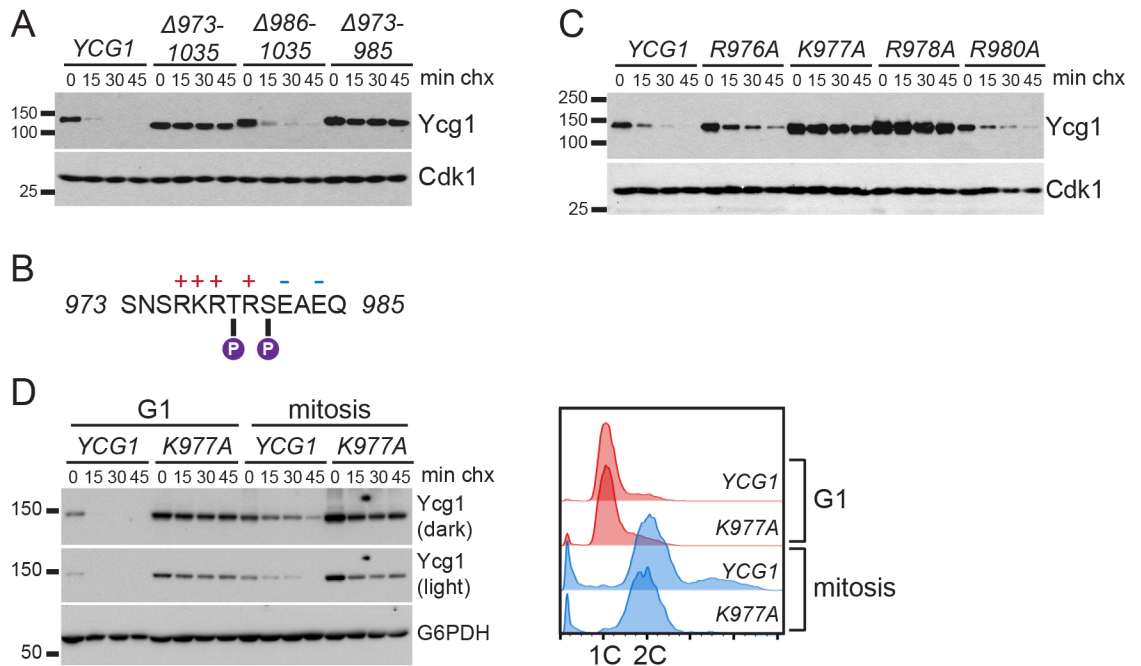 A
YCG1 Δ973-1035 Δ986-1035 Δ973-985
0 15 30 45 0 15 30 45 0 15 30 45 0 15 30 45 min chx
150
100
Ycg1
25
Cdk1
C
YCG1 R976A K977A R978A R980A
0 15 30 45 0 15 30 45 0 15 30 45 0 15 30 45 0 15 30 45 min chx
250
150
100
Ycg1
25
Cdk1
B
+ + + + - -
973 SNSRKRTRSEAEQ 985
P P
D
G1 mitosis
YCG1 K977A YCG1 K977A
0 15 30 45 0 15 30 45 0 15 30 45 0 15 30 45 min chx
150
Ycg1
(dark)
150
Ycg1
(light)
50
G6PDH
YCG1
K977A
G1
YCG1
K977A
mitosis
1C 2C